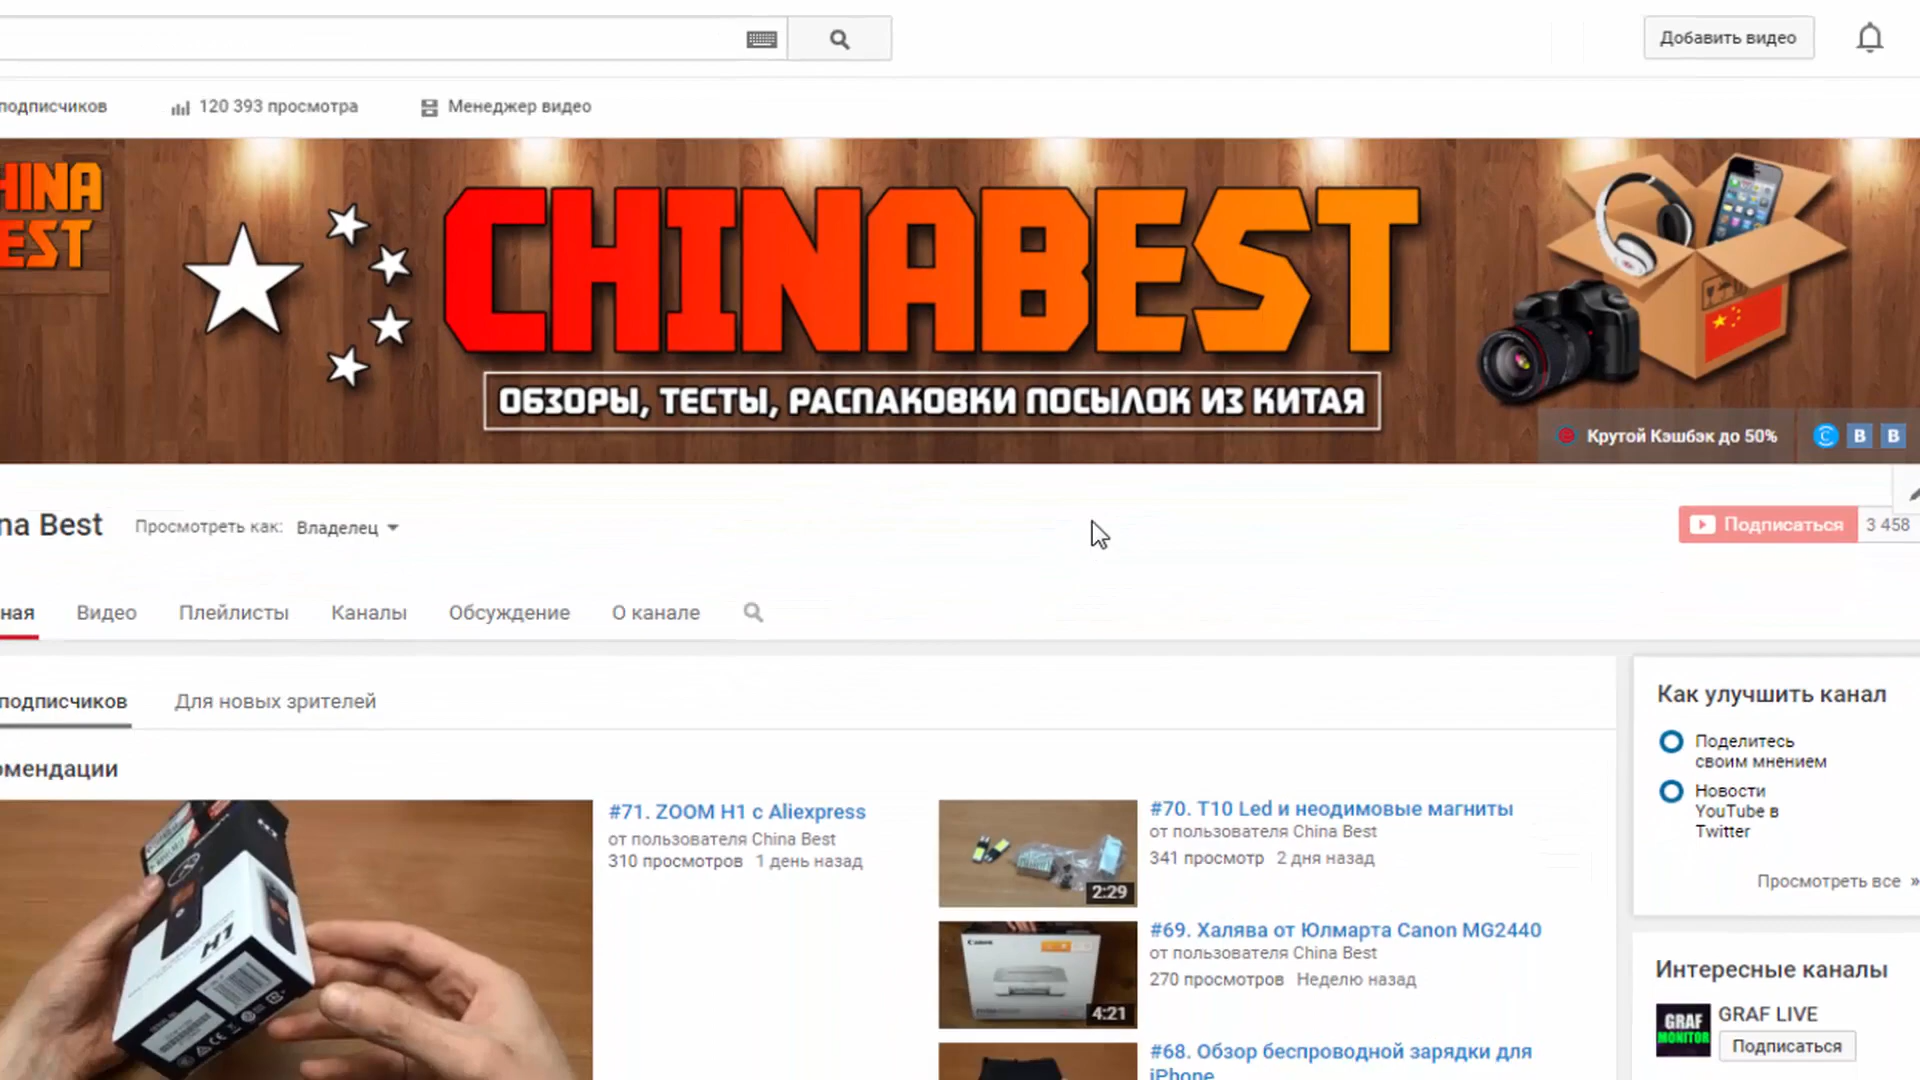 Добавить видео
подписчиков
120 393 просмотра
Менеджер видео
HINA
EST
CHINABEST
ОБЗОРЫ, ТЕСТЫ, РАСПАКОВКИ ПОСЫЛОК ИЗ КИТАЯ
Крутой Кэшбэк до 50%
C В В
na Best
Просмотреть как: Владелец
Подписаться 3 458
ная Видео Плейлисты Каналы Обсуждение О канале
подписчиков Для новых зрителей
омендации
#71. ZOOM H1 с Aliexpress
от пользователя China Best
310 просмотров 1 день назад
H1
#70. T10 Led и неодимовые магниты
от пользователя China Best
341 просмотр 2 дня назад
2:29
#69. Халява от Юлмарта Canon MG2440
от пользователя China Best
270 просмотров Неделю назад
Canon
4:21
#68. Обзор беспроводной зарядки для
iPhone
Как улучшить канал
Поделитесь
своим мнением
Новости
YouTube в
Twitter
Просмотреть все »
Интересные каналы
GRAF
MONITOR
GRAF LIVE
Подписаться